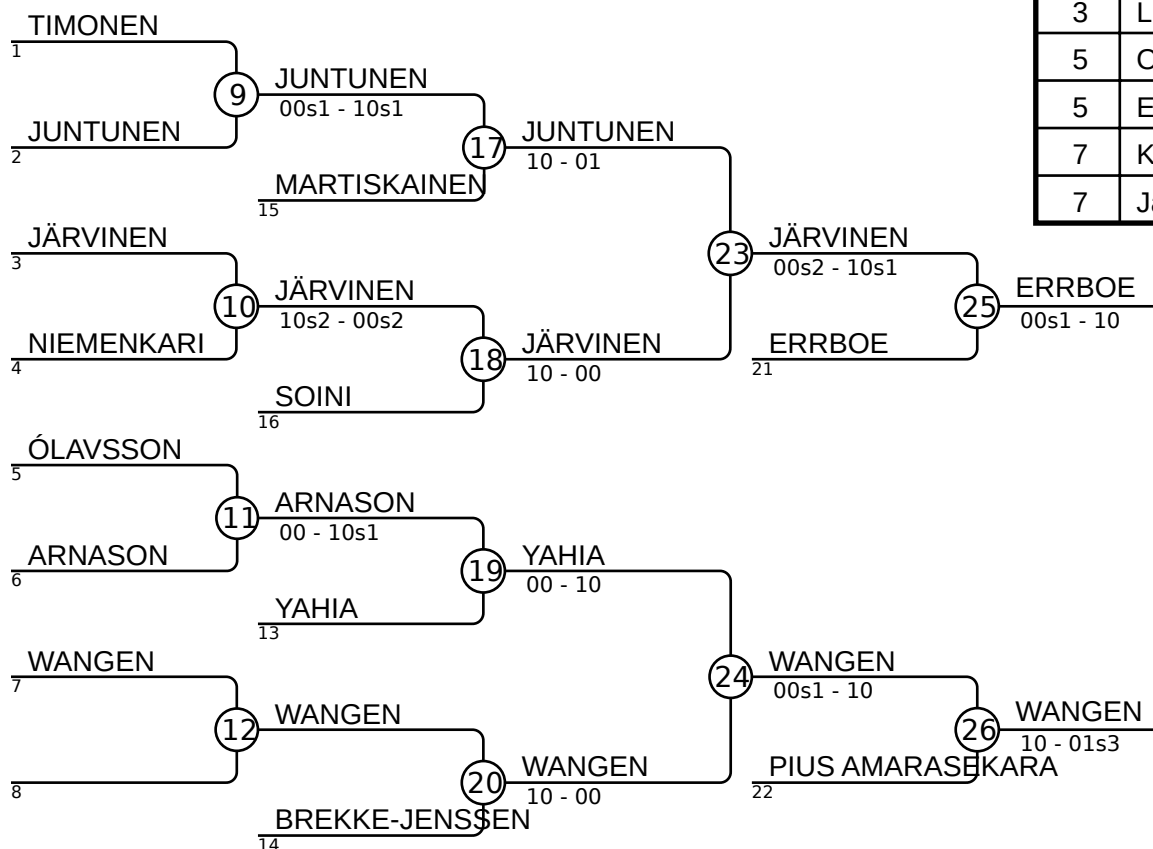 TIMONEN
1
9
JUNTUNEN
00s1 - 10s1
JUNTUNEN
2
17
JUNTUNEN
10 - 01
MARTISKAINEN
15
JÄRVINEN
3
23
JÄRVINEN
00s2 - 10s1
10
JÄRVINEN
10s2 - 00s2
25
ERRBOE
00s1 - 10
NIEMENKARI
4
18
JÄRVINEN
10 - 00
ERRBOE
21
SOINI
16
ÓLAVSSON
5
11
ARNASON
00 - 10s1
ARNASON
6
19
YAHIA
00 - 10
YAHIA
13
WANGEN
7
24
WANGEN
00s1 - 10
12
WANGEN
26
WANGEN
10 - 01s3
8
20
WANGEN
10 - 00
PIUS AMARASEKARA
22
BREKKE-JENSSEN
14
3 L
5
5 E
7 K
7